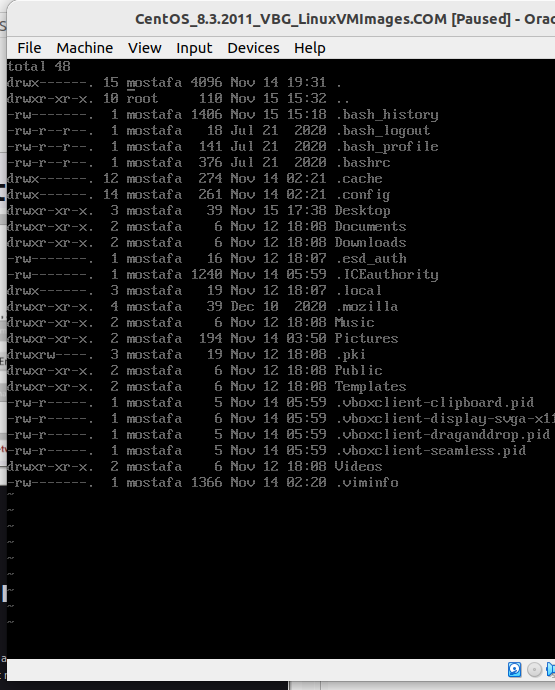 CentOS_8.3.2011_VBG_LinuxVMImages.COM [Paused] - Orac
File Machine View Input Devices Help
total 48
drwx------. 15 mostafa 4096 Nov 14 19:31 .
drwxr-xr-x. 10 root 110 Nov 15 15:32 ..
-rw-------. 1 mostafa 1406 Nov 15 15:18 .bash_history
-rw-r--r--. 1 mostafa 18 Jul 21 2020 .bash_logout
-rw-r--r--. 1 mostafa 141 Jul 21 2020 .bash_profile
-rw-r--r--. 1 mostafa 376 Jul 21 2020 .bashrc
drwx------. 12 mostafa 274 Nov 14 02:21 .cache
drwx------. 14 mostafa 261 Nov 14 02:21 .config
drwxr-xr-x. 3 mostafa 39 Nov 15 17:38 Desktop
drwxr-xr-x. 2 mostafa 6 Nov 12 18:08 Documents
drwxr-xr-x. 2 mostafa 6 Nov 12 18:08 Downloads
-rw-------. 1 mostafa 16 Nov 12 18:07 .esd_auth
-rw-------. 1 mostafa 1240 Nov 14 05:59 .ICEauthority
drwx------. 3 mostafa 19 Nov 12 18:07 .local
drwxr-xr-x. 4 mostafa 39 Dec 10 2020 .mozilla
drwxr-xr-x. 2 mostafa 6 Nov 12 18:08 Music
drwxr-xr-x. 2 mostafa 194 Nov 14 03:50 Pictures
drwxrw----. 3 mostafa 19 Nov 12 18:08 .pki
drwxr-xr-x. 2 mostafa 6 Nov 12 18:08 Public
drwxr-xr-x. 2 mostafa 6 Nov 12 18:08 Templates
-rw-r-----. 1 mostafa 5 Nov 14 05:59 .vboxclient-clipboard.pid
-rw-r-----. 1 mostafa 6 Nov 14 05:59 .vboxclient-display-svga-x11
-rw-r-----. 1 mostafa 5 Nov 14 05:59 .vboxclient-draganddrop.pid
-rw-r-----. 1 mostafa 5 Nov 14 05:59 .vboxclient-seamless.pid
drwxr-xr-x. 2 mostafa 6 Nov 12 18:08 Videos
-rw-------. 1 mostafa 1366 Nov 14 02:20 .viminfo
~
~
~
~
~
~
~
~
~